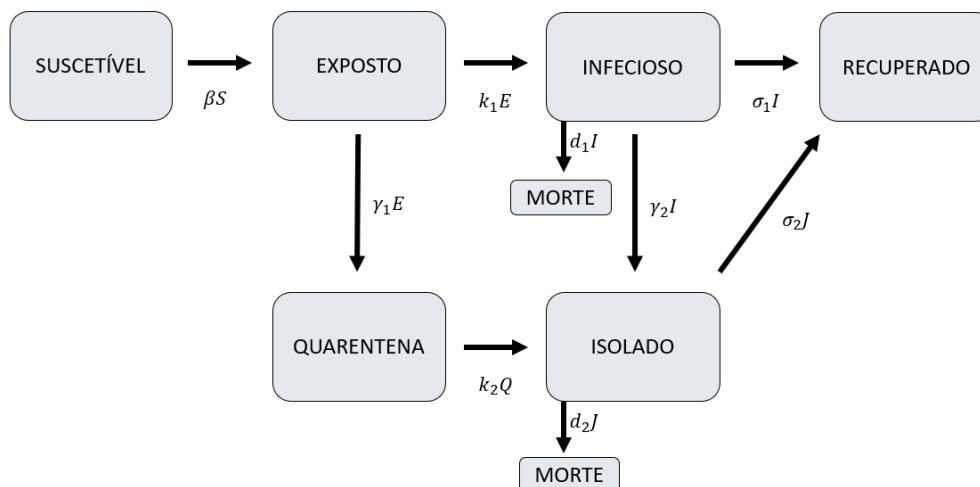 SUSCETÍVEL
βS
EXPOSTO
k₁E
INFECIOSO
σ₁I
RECUPERADO
d₁I
MORTE
γ₁E
γ₂I
σ₂J
QUARENTENA
k₂Q
ISOLADO
d₂J
MORTE